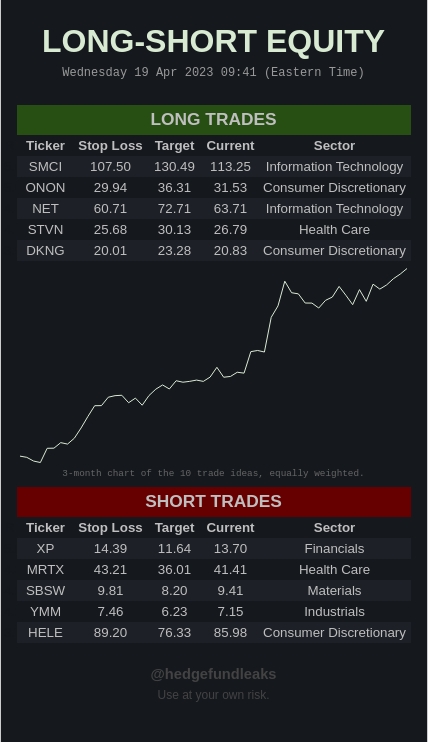 LONG-SHORT EQUITY
Wednesday 19 Apr 2023 09:41 (Eastern Time)
LONG TRADES
Ticker Stop Loss Target Current Sector
SMCI 107.50 130.49 113.25 Information Technology
ONON 29.94 36.31 31.53 Consumer Discretionary
NET 60.71 72.71 63.71 Information Technology
STVN 25.68 30.13 26.79 Health Care
DKNG 20.01 23.28 20.83 Consumer Discretionary
3-month chart of the 10 trade ideas, equally weighted.
SHORT TRADES
Ticker Stop Loss Target Current Sector
XP 14.39 11.64 13.70 Financials
MRTX 43.21 36.01 41.41 Health Care
SBSW 9.81 8.20 9.41 Materials
YMM 7.46 6.23 7.15 Industrials
HELE 89.20 76.33 85.98 Consumer Discretionary
@hedgefundleaks
Use at your own risk.